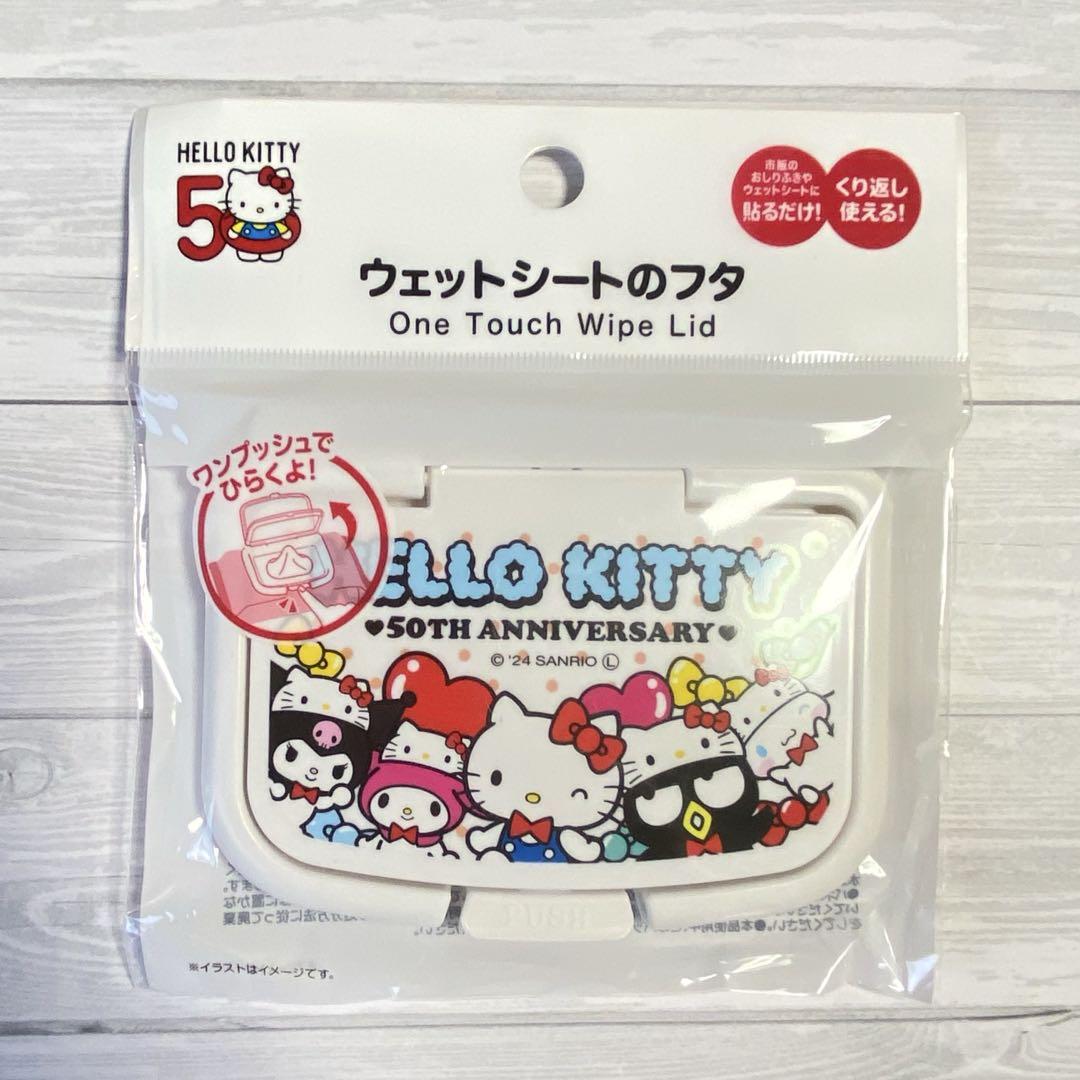 HELLO KITTY
50
市販の
おしりふきや
ウェットシートに
貼るだけ!
くり返し
使える!
ウェットシートのフタ
One Touch Wipe Lid
ワンプッシュで
ひらくよ!
HELLO KITTY
♥50TH ANNIVERSARY♥
© '24 SANRIO Ⓛ
Push
※イラストはイメージです。